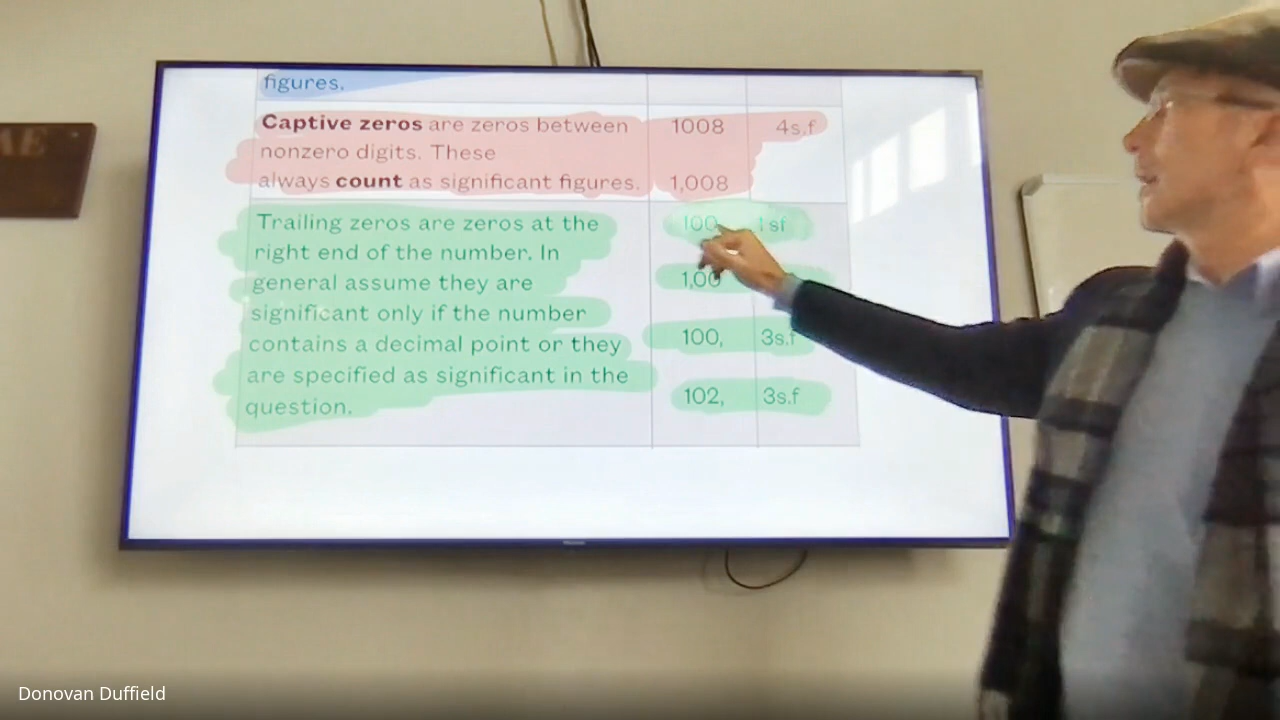 AE
figures.
Captive zeros are zeros between 1008 4s.f
nonzero digits. These
always count as significant figures. 1,008
Trailing zeros are zeros at the 100 1sf
right end of the number. In
general assume they are 1,00
significant only if the number
contains a decimal point or they 100, 3s.f
are specified as significant in the
question. 102, 3s.f
Donovan Duffield